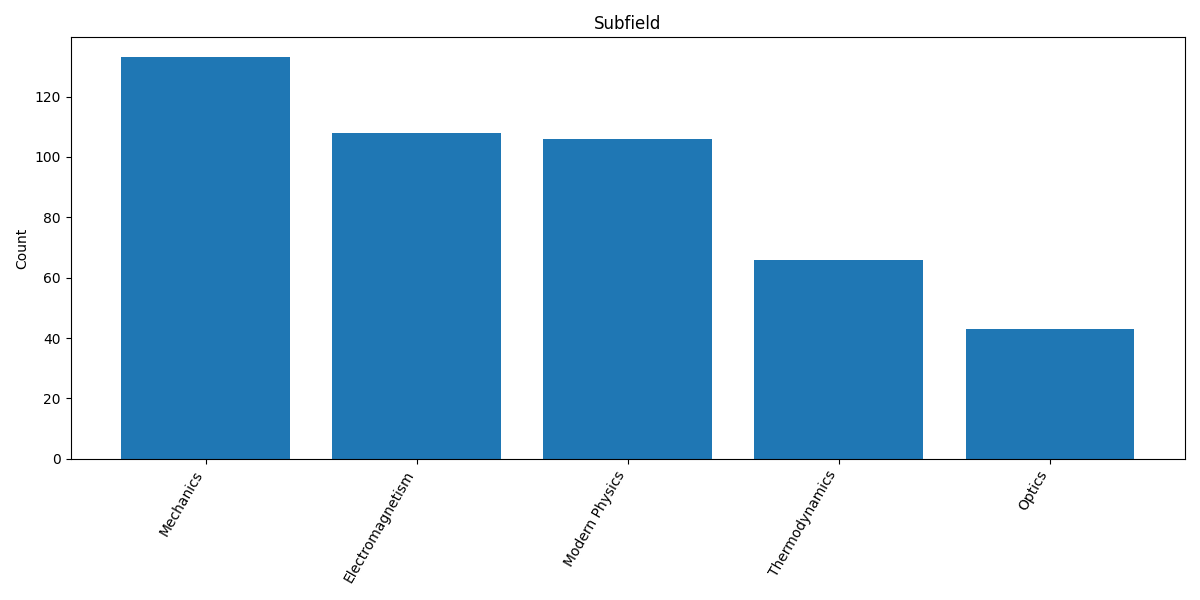 Subfield
Count
120
100
80
60
40
20
0
Mechanics
Electromagnetism
Modern Physics
Thermodynamics
Optics